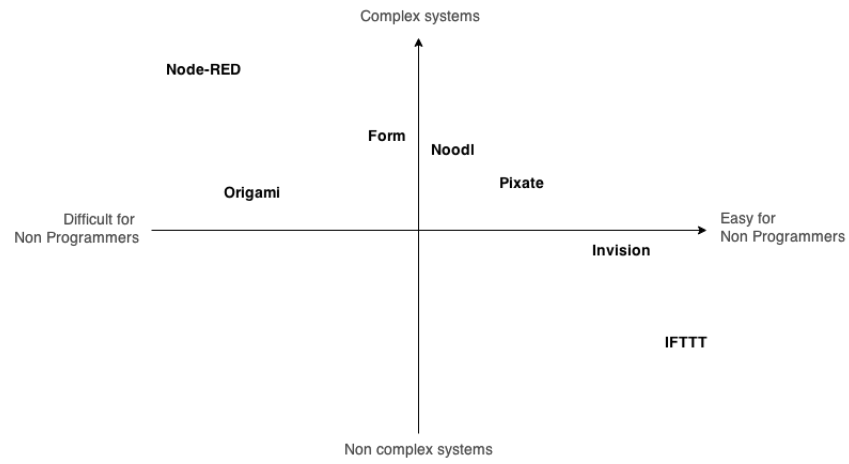 Complex systems
Node-RED
Form
Noodl
Pixate
Origami
Difficult for
Non Programmers
Easy for
Non Programmers
Invision
IFTTT
Non complex systems